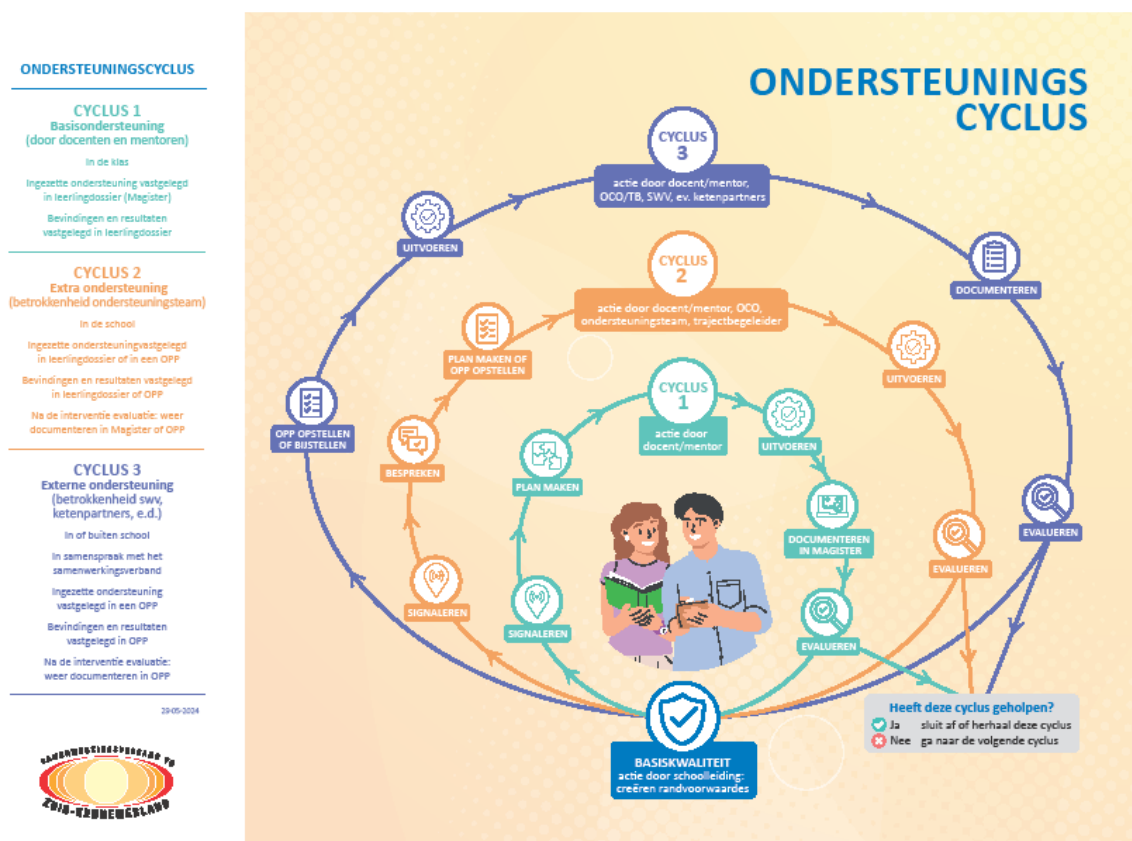 ONDERSTEUNINGSCYCLUS
CYCLUS 1
Basisondersteuning
(door docenten en mentoren)
In de klas
Ingezette ondersteuning vastgelegd
in leerlingdossier (Magister)
Bevindingen en resultaten
vastgelegd in leerlingdossier
CYCLUS 2
Extra ondersteuning
(betrokkenheid ondersteuningsteam)
In de school
Ingezette ondersteuningvastgelegd
in leerlingdossier of in een OPP
Bevindingen en resultaten vastgelegd
in leerlingdossier of OPP
Na de interventie evaluatie: weer
documenteren in Magister of OPP
CYCLUS 3
Externe ondersteuning
(betrokkenheid swv,
ketenpartners, e.d.)
In of buiten school
In samenspraak met het
samenwerkingsverband
Ingezette ondersteuning
vastgelegd in een OPP
Bevindingen en resultaten
vastgelegd in OPP
Na de interventie evaluatie:
weer documenteren in OPP
29-05-2024
SAMENWERKINGSVERBAND VO
ZUID-KENNEMERLAND
ONDERSTEUNINGS
CYCLUS
CYCLUS
3
actie door docent/mentor,
OCO/TB, SWV, ev. ketenpartners
UITVOEREN
DOCUMENTEREN
OPP OPSTELLEN
OF BIJSTELLEN
EVALUEREN
CYCLUS
2
actie door docent/mentor, OCO,
ondersteuningsteam, trajectbegeleider
PLAN MAKEN OF
OPP OPSTELLEN
UITVOEREN
BESPREKEN
SIGNALEREN
EVALUEREN
CYCLUS
1
actie door
docent/mentor
UITVOEREN
PLAN MAKEN
DOCUMENTEREN
IN MAGISTER
SIGNALEREN
EVALUEREN
BASISKWALITEIT
actie door schoolleiding:
creëren randvoorwaardes
Heeft deze cyclus geholpen?
Ja sluit af of herhaal deze cyclus
Nee ga naar de volgende cyclus